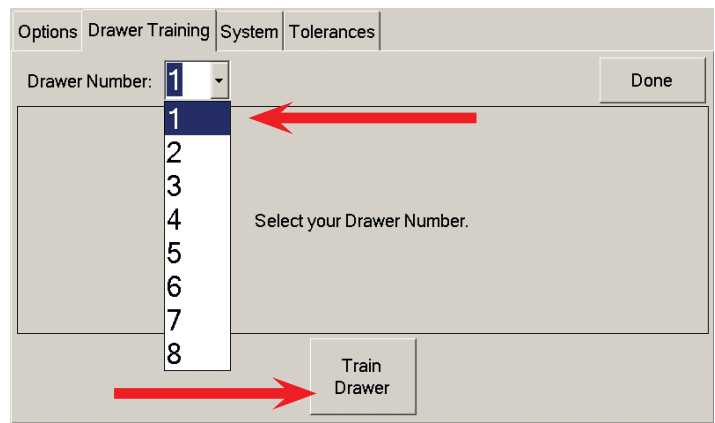 Options Drawer Training System Tolerances
Drawer Number: 1 Done
1
2
3
4
Select your Drawer Number.
5
6
7
8
Train
Drawer